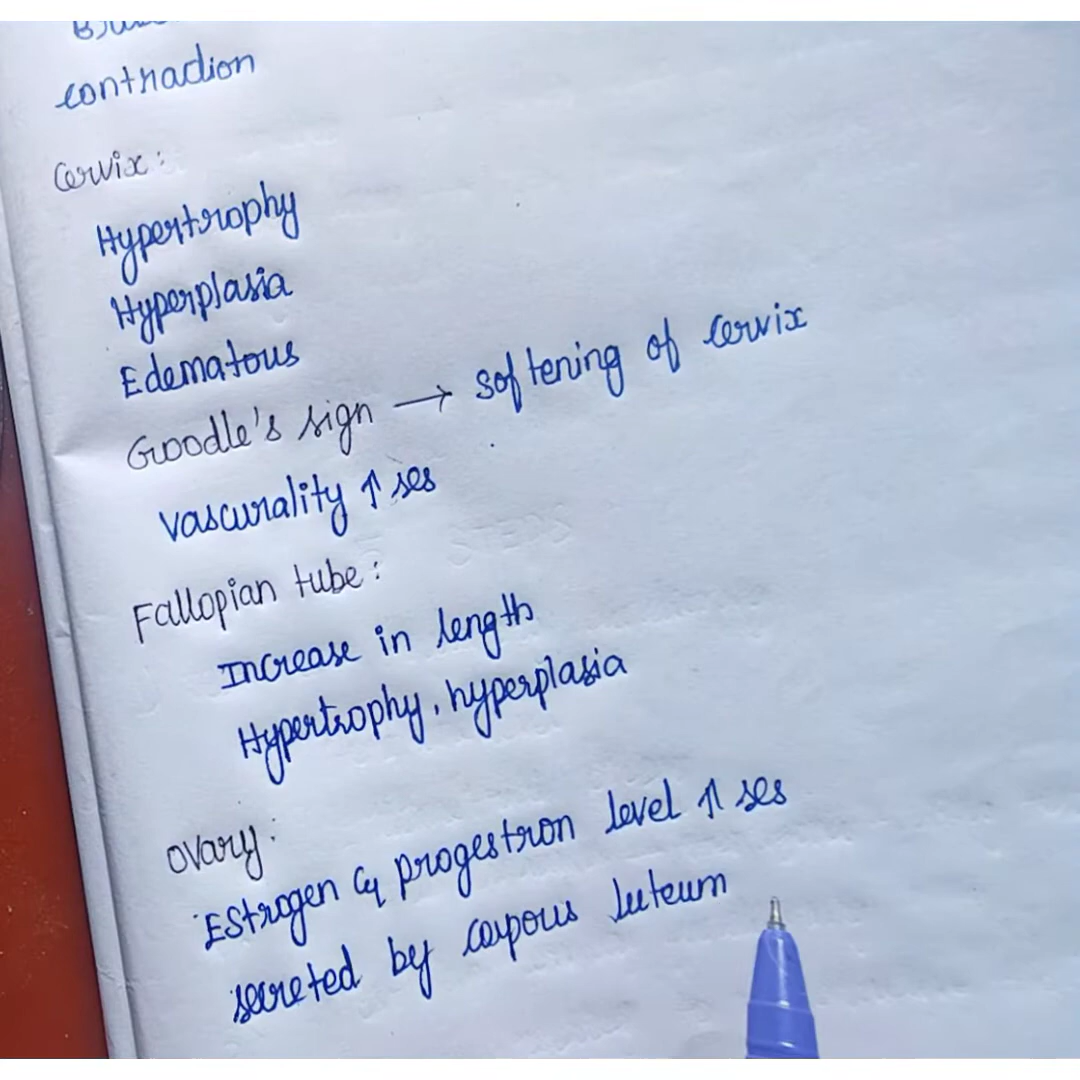 contraction
Cervix:
Hypertrophy
Hyperplasia
Edematous
Goodle's sign → softening of cervix
vascurality ↑ ses
Fallopian tube:
Increase in length
Hypertrophy, hyperplasia
Ovary:
Estrogen & progestron level ↑ ses
secreted by corpous luteum